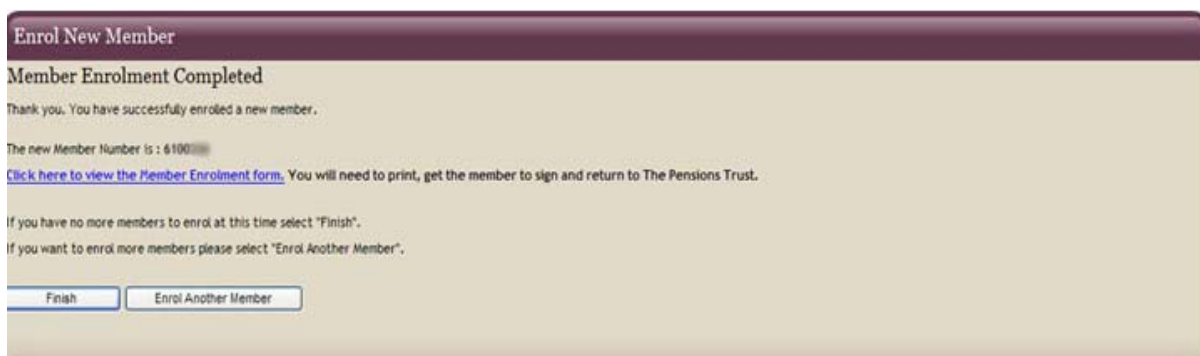 Enrol New Member
Member Enrolment Completed
Thank you. You have successfully enrolled a new member.
The new Member Number is : 6100
Click here to view the Member Enrolment form. You will need to print, get the member to sign and return to The Pensions Trust.
If you have no more members to enrol at this time select "Finish".
If you want to enrol more members please select "Enrol Another Member".
Finish
Enrol Another Member